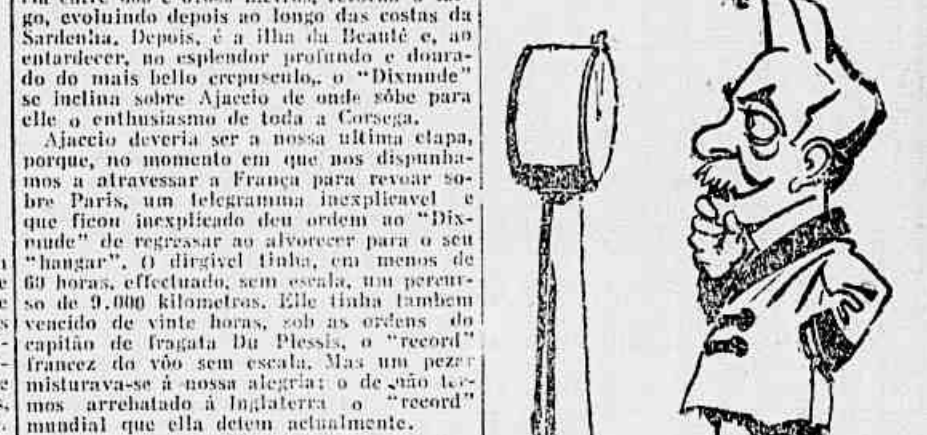 go, evoluindo depois ao longo das costas da
Sardenha. Depois, é a ilha da Beauté e, ao
entardecer, no esplendor profundo e doura-
do do mais bello crepusculo,. o "Dixmude"
se inclina sobre Ajaccio de onde sóbe para
elle o enthusiasmo de toda a Corsega.
Ajaccio deveria ser a nossa ultima etapa,
porque, no momento em que nos dispunha-
mos a atravessar a França para revoar so-
bre Paris, um telegramma inexplicavel e
que ficou inexplicado deu ordem ao "Dix-
mude" de regressar ao alvorecer para o seu
"hangar". O dirgivel tinha, em menos de
horas, effectuado, sem escala, um percur-
so de 9.000 kilometros. Elle tinha tambem
vencido de vinte horas, sob as ordens do
capitão de fragata Du Plessis, o "record"
francez do vôo sem escala. Mas um pezar
misturava-se á nossa alegria: o de não ter-
mos arrebatado á Inglaterra o "record"
mundial que ella detem actualmente.